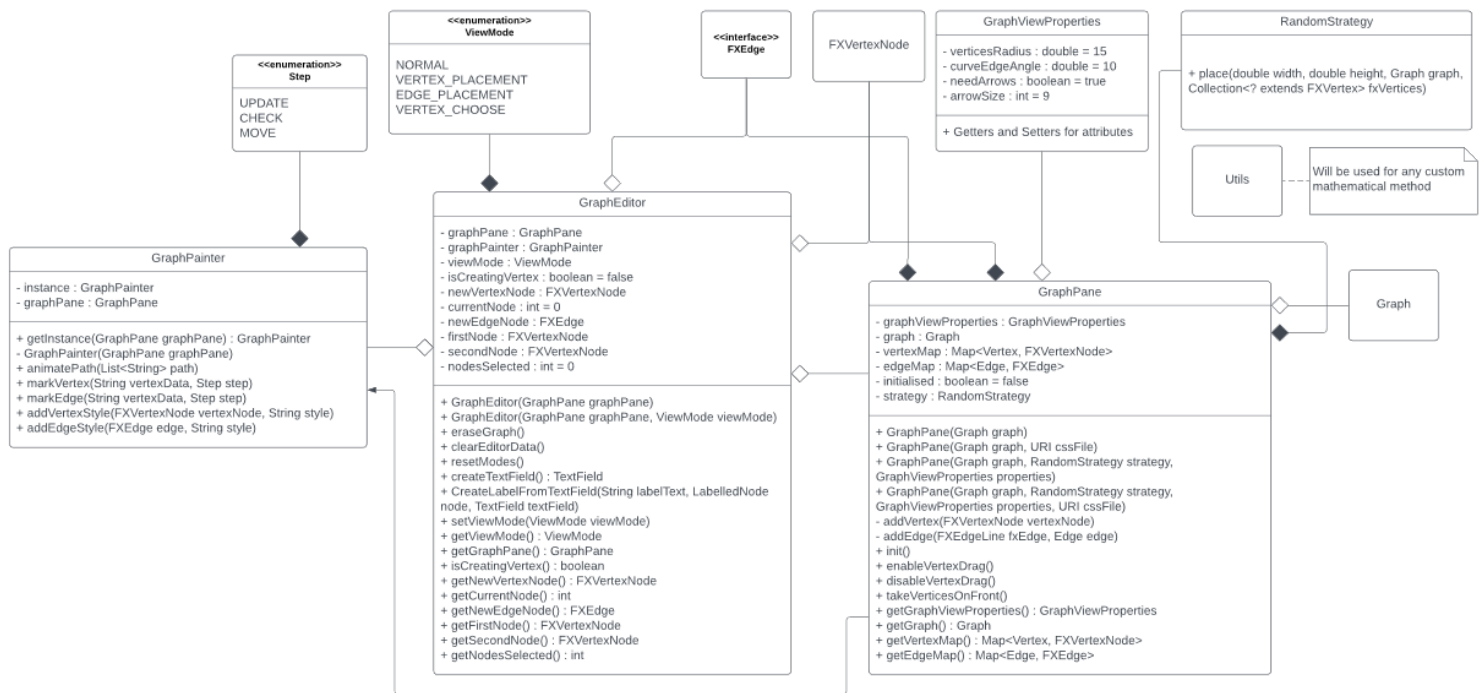 <<enumeration>>
Step
UPDATE
CHECK
MOVE
<<enumeration>>
ViewMode
NORMAL
VERTEX_PLACEMENT
EDGE_PLACEMENT
VERTEX_CHOOSE
<<interface>>
FXEdge
FXVertexNode
GraphViewProperties
- verticesRadius : double = 15
- curveEdgeAngle : double = 10
- needArrows : boolean = true
- arrowSize : int = 9
+ Getters and Setters for attributes
RandomStrategy
+ place(double width, double height, Graph graph,
Collection<? extends FXVertex> fxVertices)
Utils
Will be used for any custom
mathematical method
GraphPainter
- instance : GraphPainter
- graphPane : GraphPane
+ getInstance(GraphPane graphPane) : GraphPainter
- GraphPainter(GraphPane graphPane)
+ animatePath(List<String> path)
+ markVertex(String vertexData, Step step)
+ markEdge(String vertexData, Step step)
+ addVertexStyle(FXVertexNode vertexNode, String style)
+ addEdgeStyle(FXEdge edge, String style)
GraphEditor
- graphPane : GraphPane
- graphPainter : GraphPainter
- viewMode : ViewMode
- isCreatingVertex : boolean = false
- newVertexNode : FXVertexNode
- currentNode : int = 0
- newEdgeNode : FXEdge
- firstNode : FXVertexNode
- secondNode : FXVertexNode
- nodesSelected : int = 0
+ GraphEditor(GraphPane graphPane)
+ GraphEditor(GraphPane graphPane, ViewMode viewMode)
+ eraseGraph()
+ clearEditorData()
+ resetModes()
+ createTextField() : TextField
+ CreateLabelFromTextField(String labelText, LabelledNode
node, TextField textField)
+ setViewMode(ViewMode viewMode)
+ getViewMode() : ViewMode
+ getGraphPane() : GraphPane
+ isCreatingVertex() : boolean
+ getNewVertexNode() : FXVertexNode
+ getCurrentNode() : int
+ getNewEdgeNode() : FXEdge
+ getFirstNode() : FXVertexNode
+ getSecondNode() : FXVertexNode
+ getNodesSelected() : int
GraphPane
- graphViewProperties : GraphViewProperties
- graph : Graph
- vertexMap : Map<Vertex, FXVertexNode>
- edgeMap : Map<Edge, FXEdge>
- initialised : boolean = false
- strategy : RandomStrategy
+ GraphPane(Graph graph)
+ GraphPane(Graph graph, URI cssFile)
+ GraphPane(Graph graph, RandomStrategy strategy,
GraphViewProperties properties)
+ GraphPane(Graph graph, RandomStrategy strategy,
GraphViewProperties properties, URI cssFile)
- addVertex(FXVertexNode vertexNode)
- addEdge(FXEdgeLine fxEdge, Edge edge)
+ init()
+ enableVertexDrag()
+ disableVertexDrag()
+ takeVerticesOnFront()
+ getGraphViewProperties() : GraphViewProperties
+ getGraph() : Graph
+ getVertexMap() : Map<Vertex, FXVertexNode>
+ getEdgeMap() : Map<Edge, FXEdge>
Graph